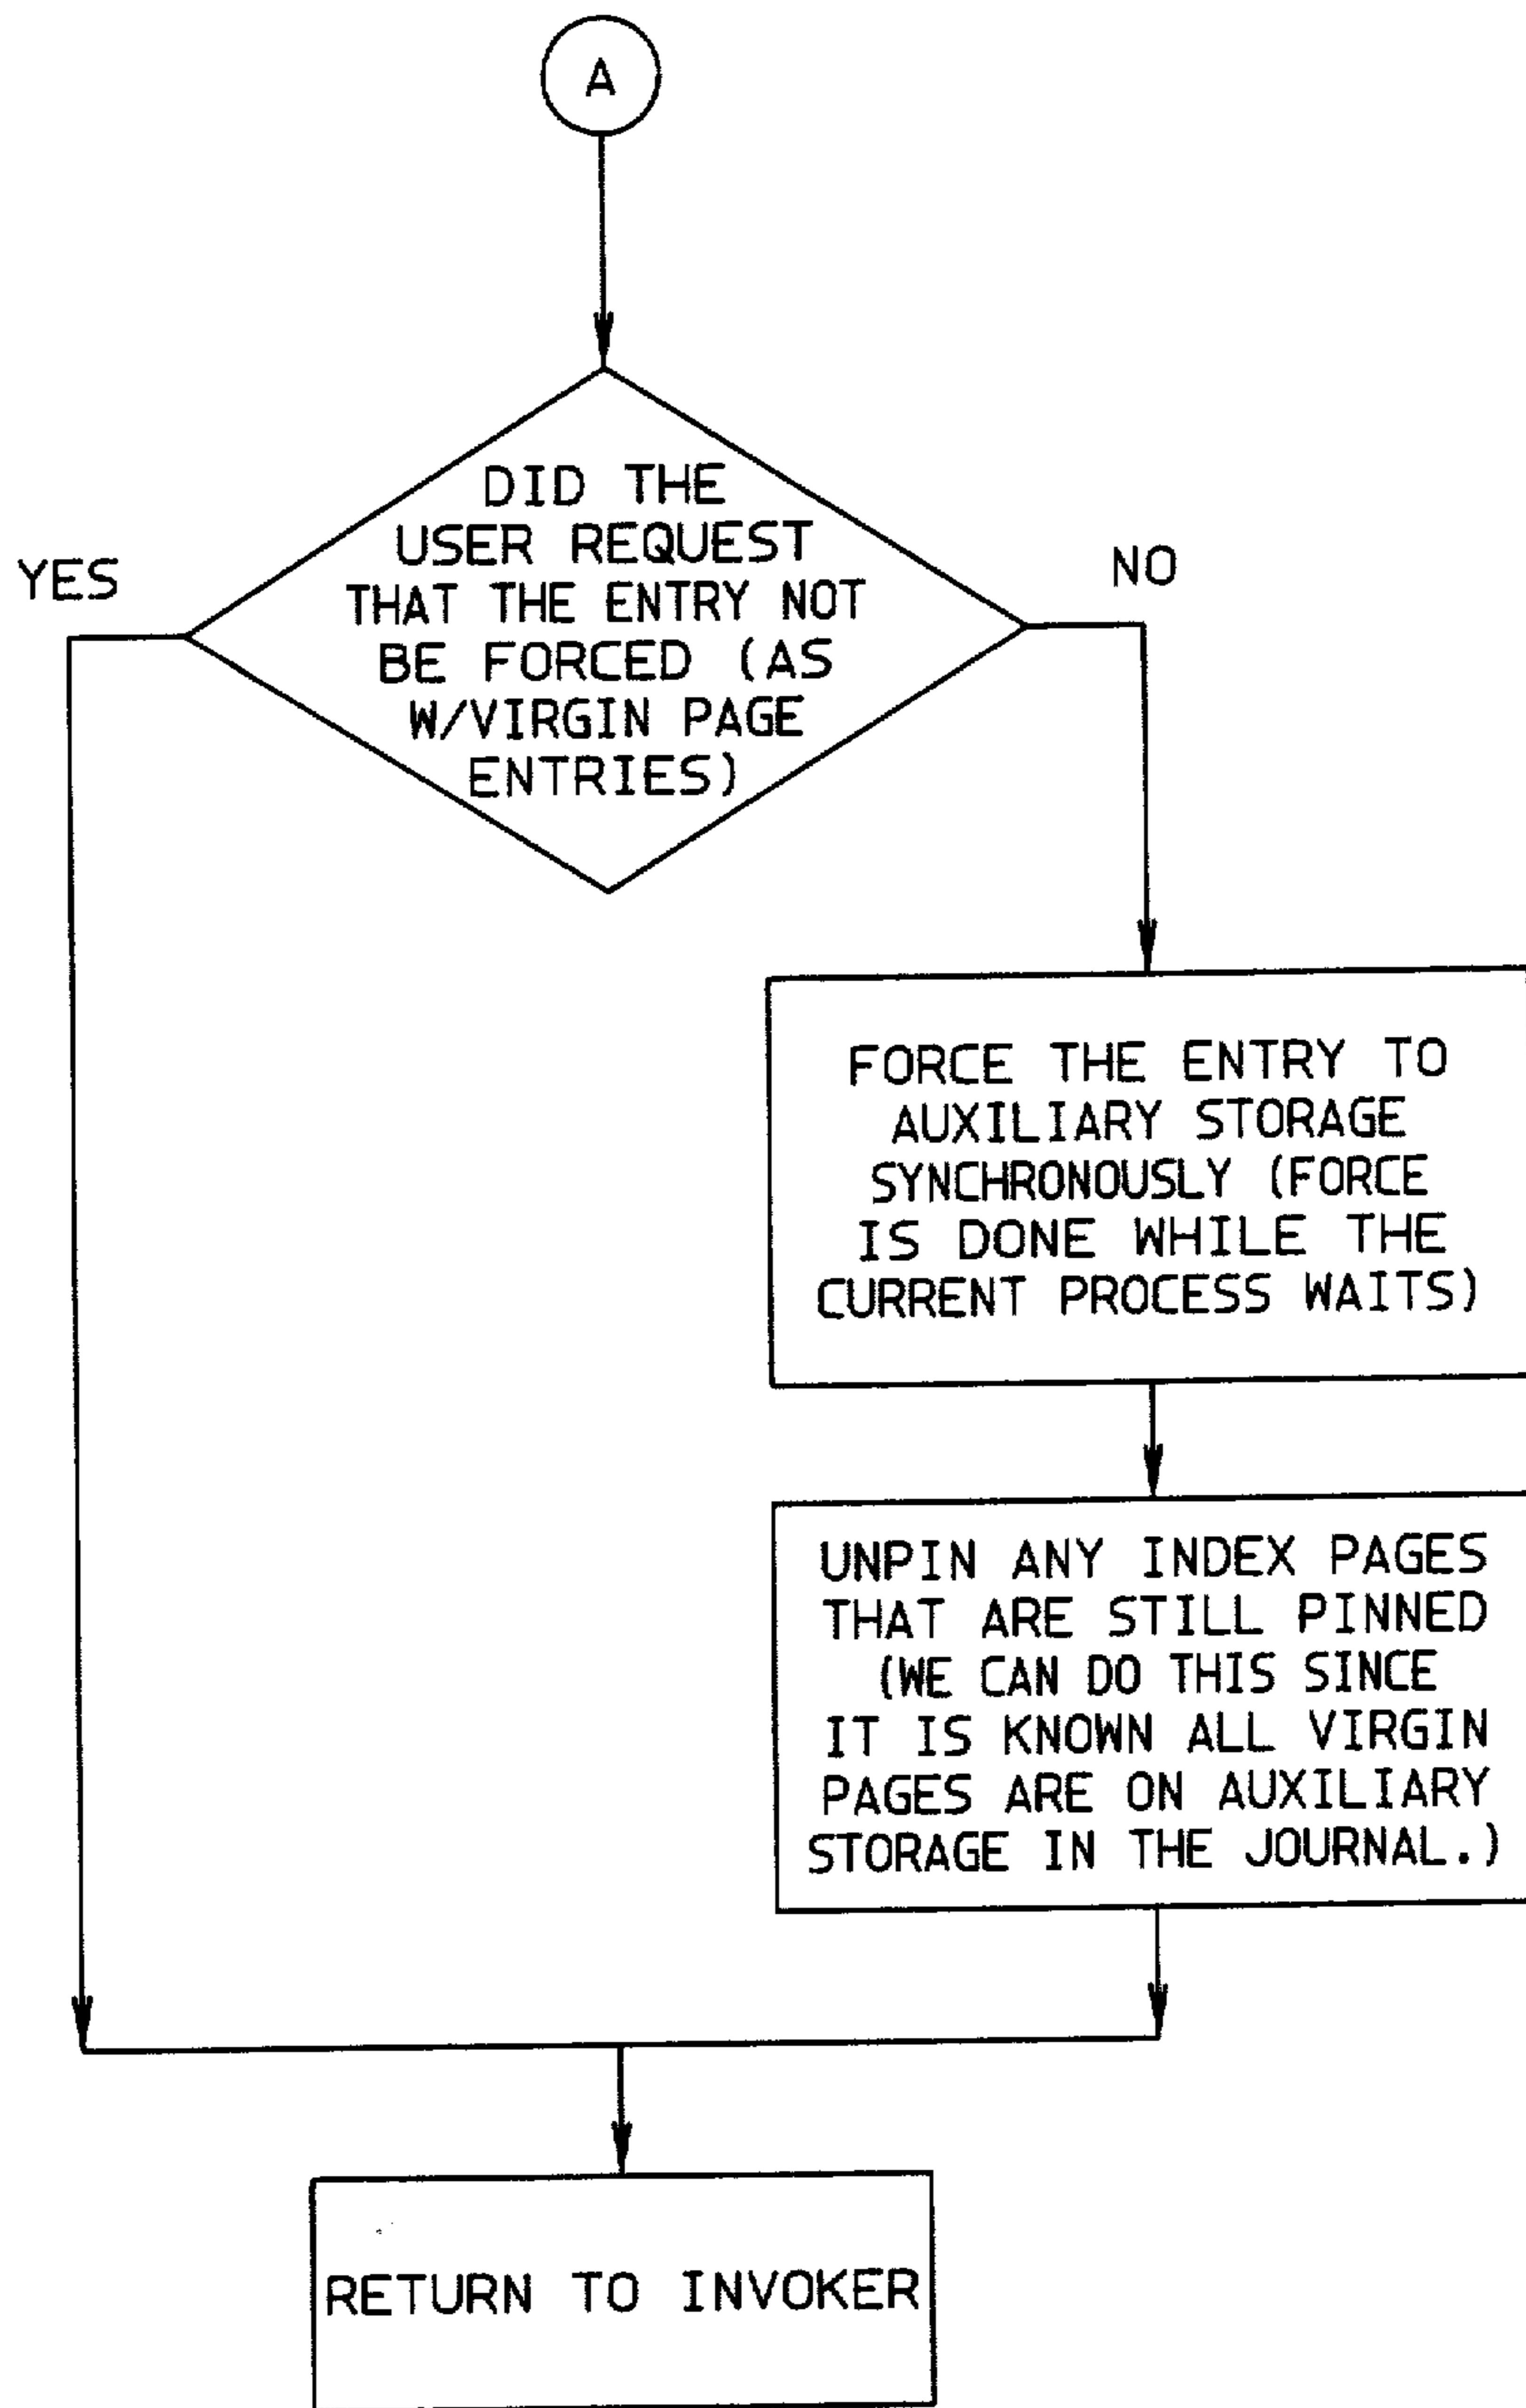 A
DID THE
USER REQUEST
THAT THE ENTRY NOT
BE FORCED (AS
W/VIRGIN PAGE
ENTRIES)
YES
NO
FORCE THE ENTRY TO
AUXILIARY STORAGE
SYNCHRONOUSLY (FORCE
IS DONE WHILE THE
CURRENT PROCESS WAITS)
UNPIN ANY INDEX PAGES
THAT ARE STILL PINNED
(WE CAN DO THIS SINCE
IT IS KNOWN ALL VIRGIN
PAGES ARE ON AUXILIARY
STORAGE IN THE JOURNAL.)
RETURN TO INVOKER